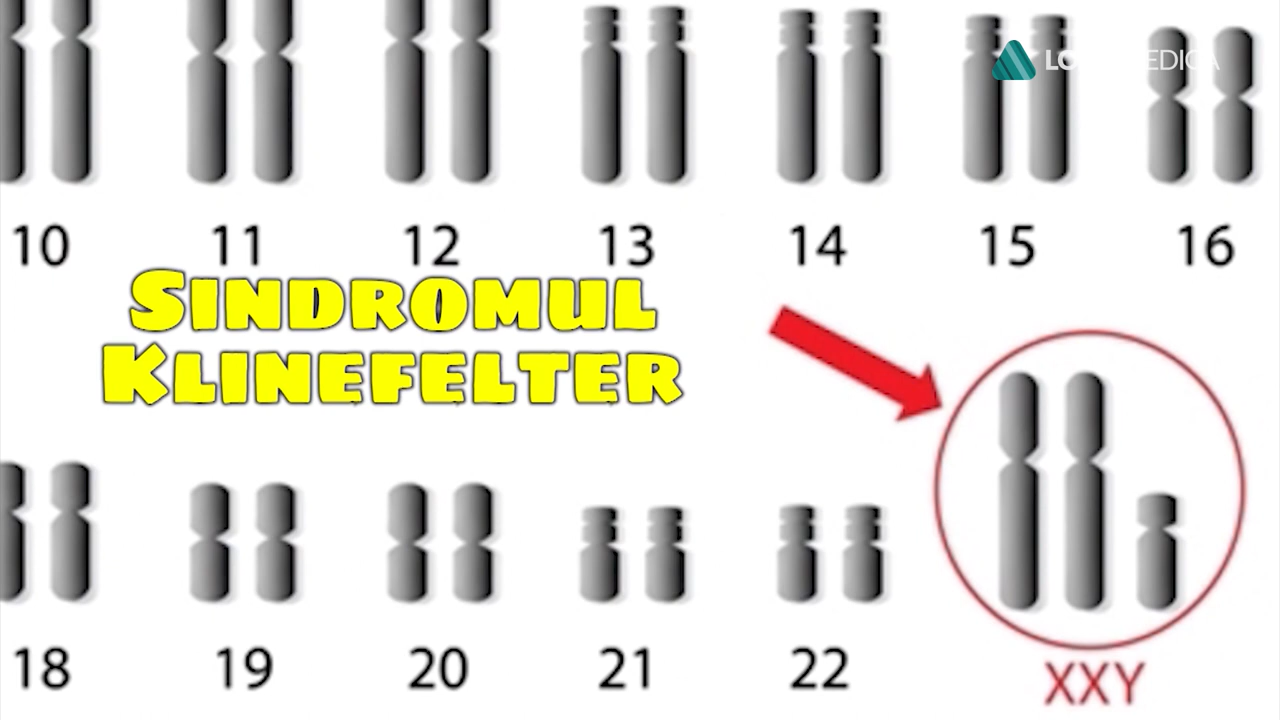 10 11 12 13 14 15 16
Sindromul
Klinefelter
18 19 20 21 22
XXY